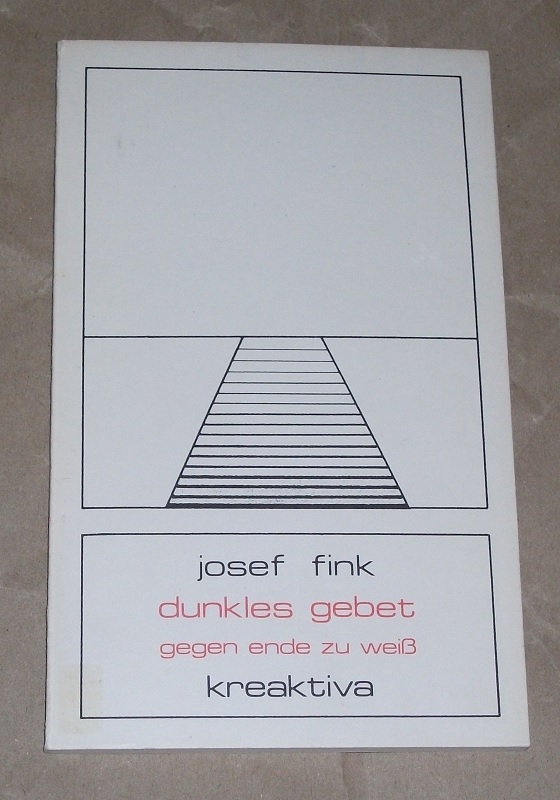 josef fink
dunkles gebet
gegen ende zu weiß
kreaktiva